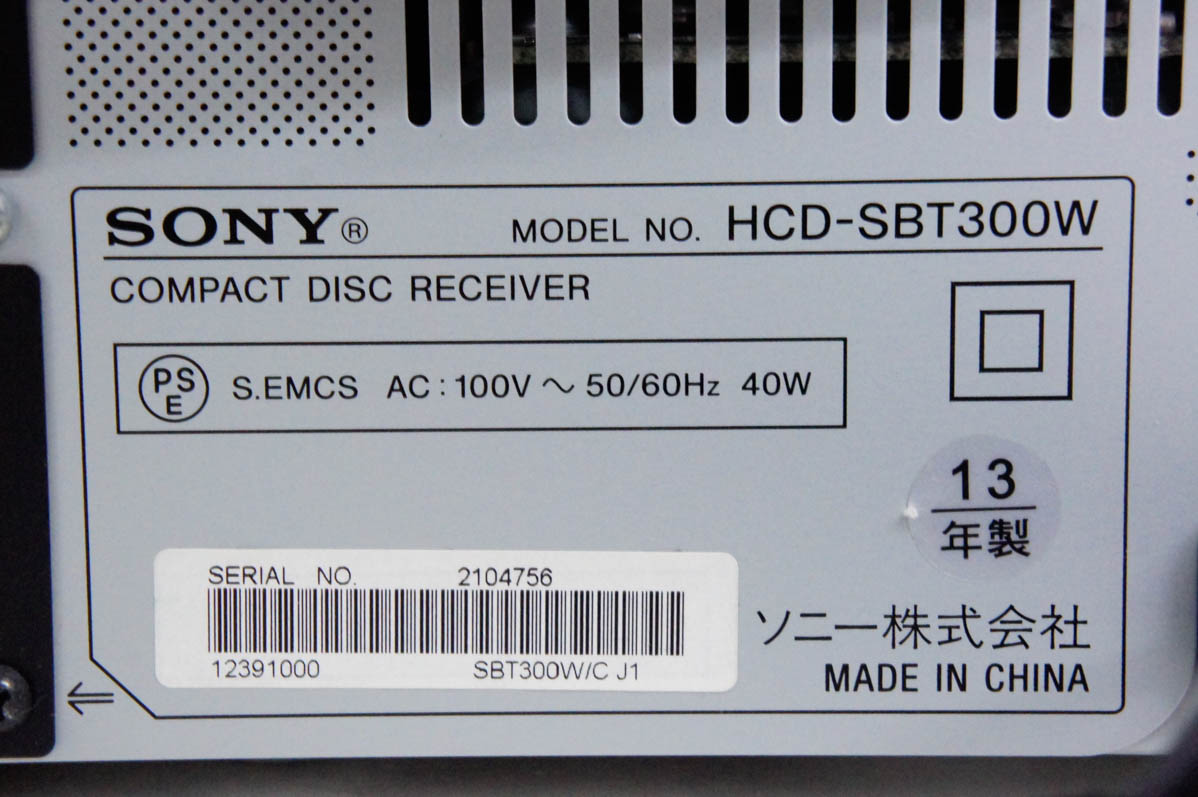 SONY® MODEL NO. HCD-SBT300W
COMPACT DISC RECEIVER
PSE S.EMCS AC : 100V ～ 50/60Hz 40W
13
年製
SERIAL NO. 2104756
12391000 SBT300W/C J1
ソニー株式会社
MADE IN CHINA